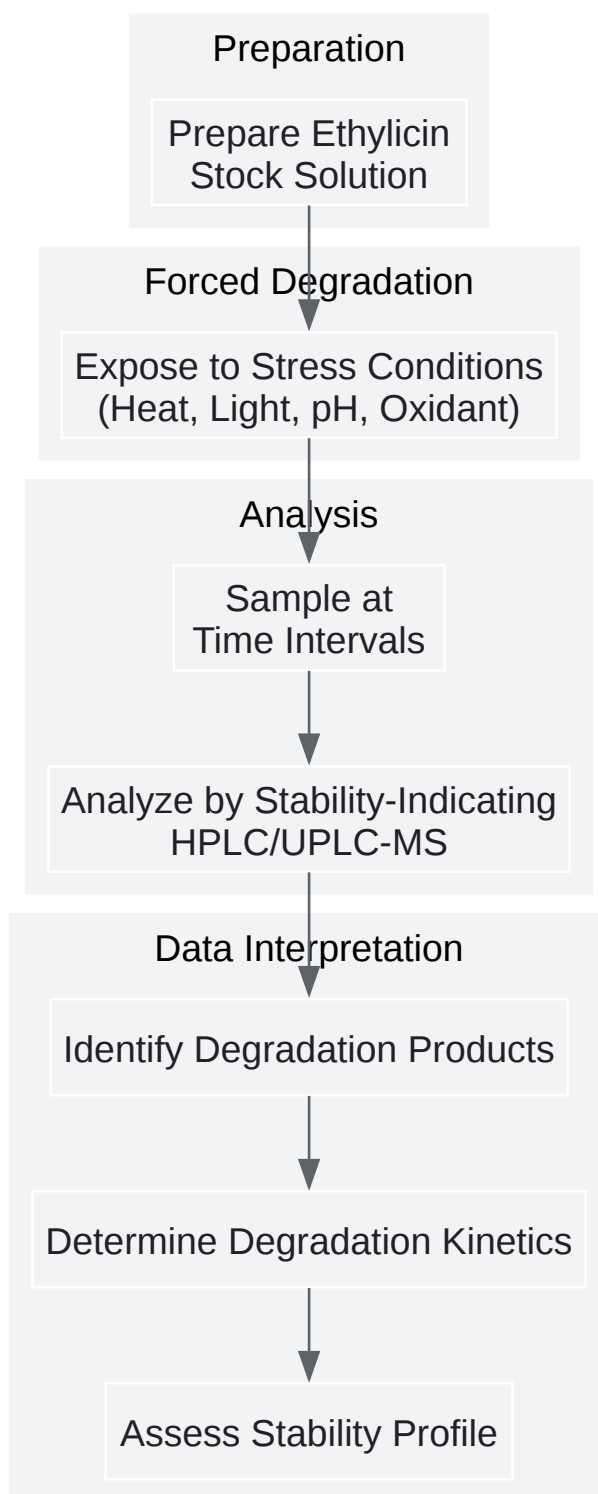 Preparation
Prepare Ethylicin
Stock Solution
Forced Degradation
Expose to Stress Conditions
(Heat, Light, pH, Oxidant)
Analysis
Sample at
Time Intervals
Analyze by Stability-Indicating
HPLC/UPLC-MS
Data Interpretation
Identify Degradation Products
Determine Degradation Kinetics
Assess Stability Profile